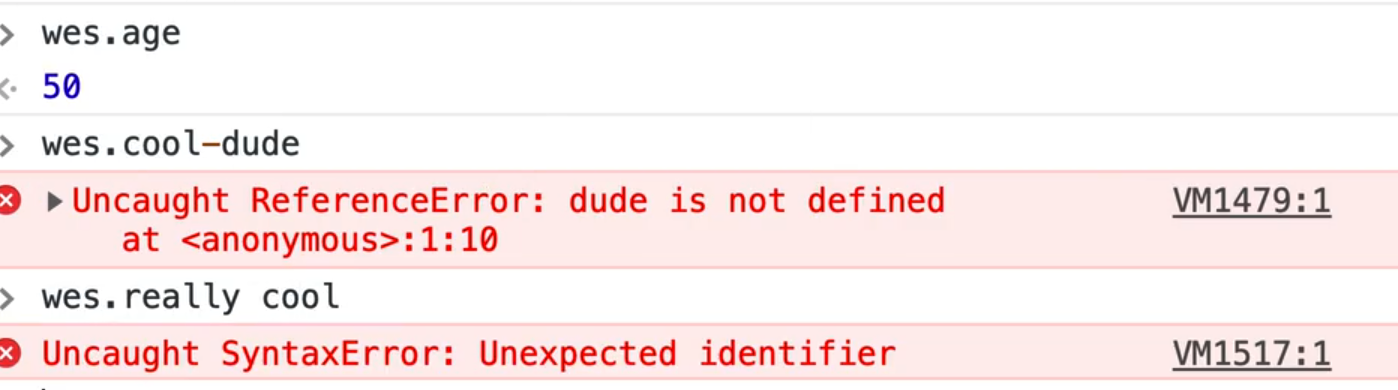 wes.age
50
wes.cool-dude
Uncaught ReferenceError: dude is not defined VM1479:1
at <anonymous>:1:10
wes.really cool
Uncaught SyntaxError: Unexpected identifier VM1517:1